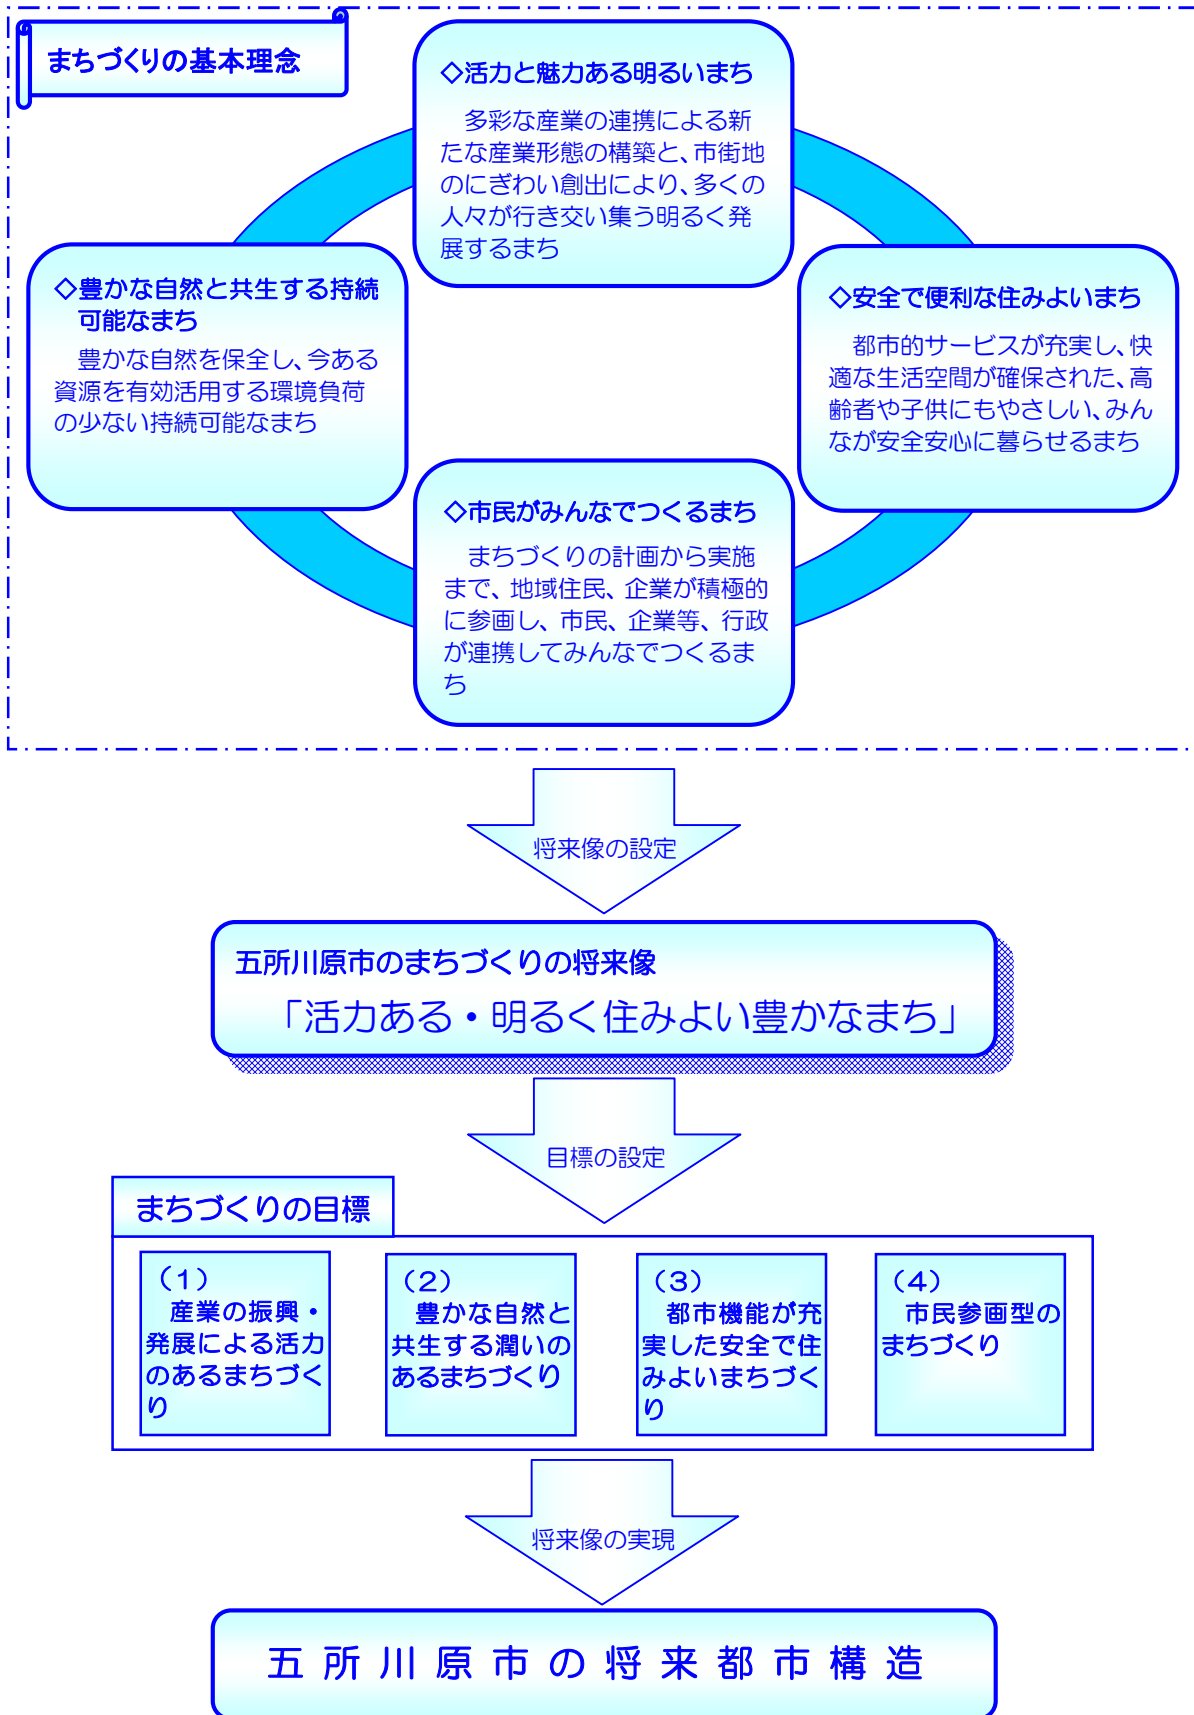 まちづくりの基本理念
◇活力と魅力ある明るいまち
多彩な産業の連携による新
たな産業形態の構築と、市街地
のにぎわい創出により、多くの
人々が行き交い集う明るく発
展するまち
◇豊かな自然と共生する持続
可能なまち
豊かな自然を保全し、今ある
資源を有効活用する環境負荷
の少ない持続可能なまち
◇安全で便利な住みよいまち
都市的サービスが充実し、快
適な生活空間が確保された、高
齢者や子供にもやさしい、みん
なが安全安心に暮らせるまち
◇市民がみんなでつくるまち
まちづくりの計画から実施
まで、地域住民、企業が積極的
に参画し、市民、企業等、行政
が連携してみんなでつくるま
ち
将来像の設定
五所川原市のまちづくりの将来像
「活力ある・明るく住みよい豊かなまち」
目標の設定
まちづくりの目標
（1）
産業の振興・
発展による活力
のあるまちづく
り
（2）
豊かな自然と
共生する潤いの
あるまちづくり
（3）
都市機能が充
実した安全で住
みよいまちづく
り
（4）
市民参画型の
まちづくり
将来像の実現
五所川原市の将来都市構造